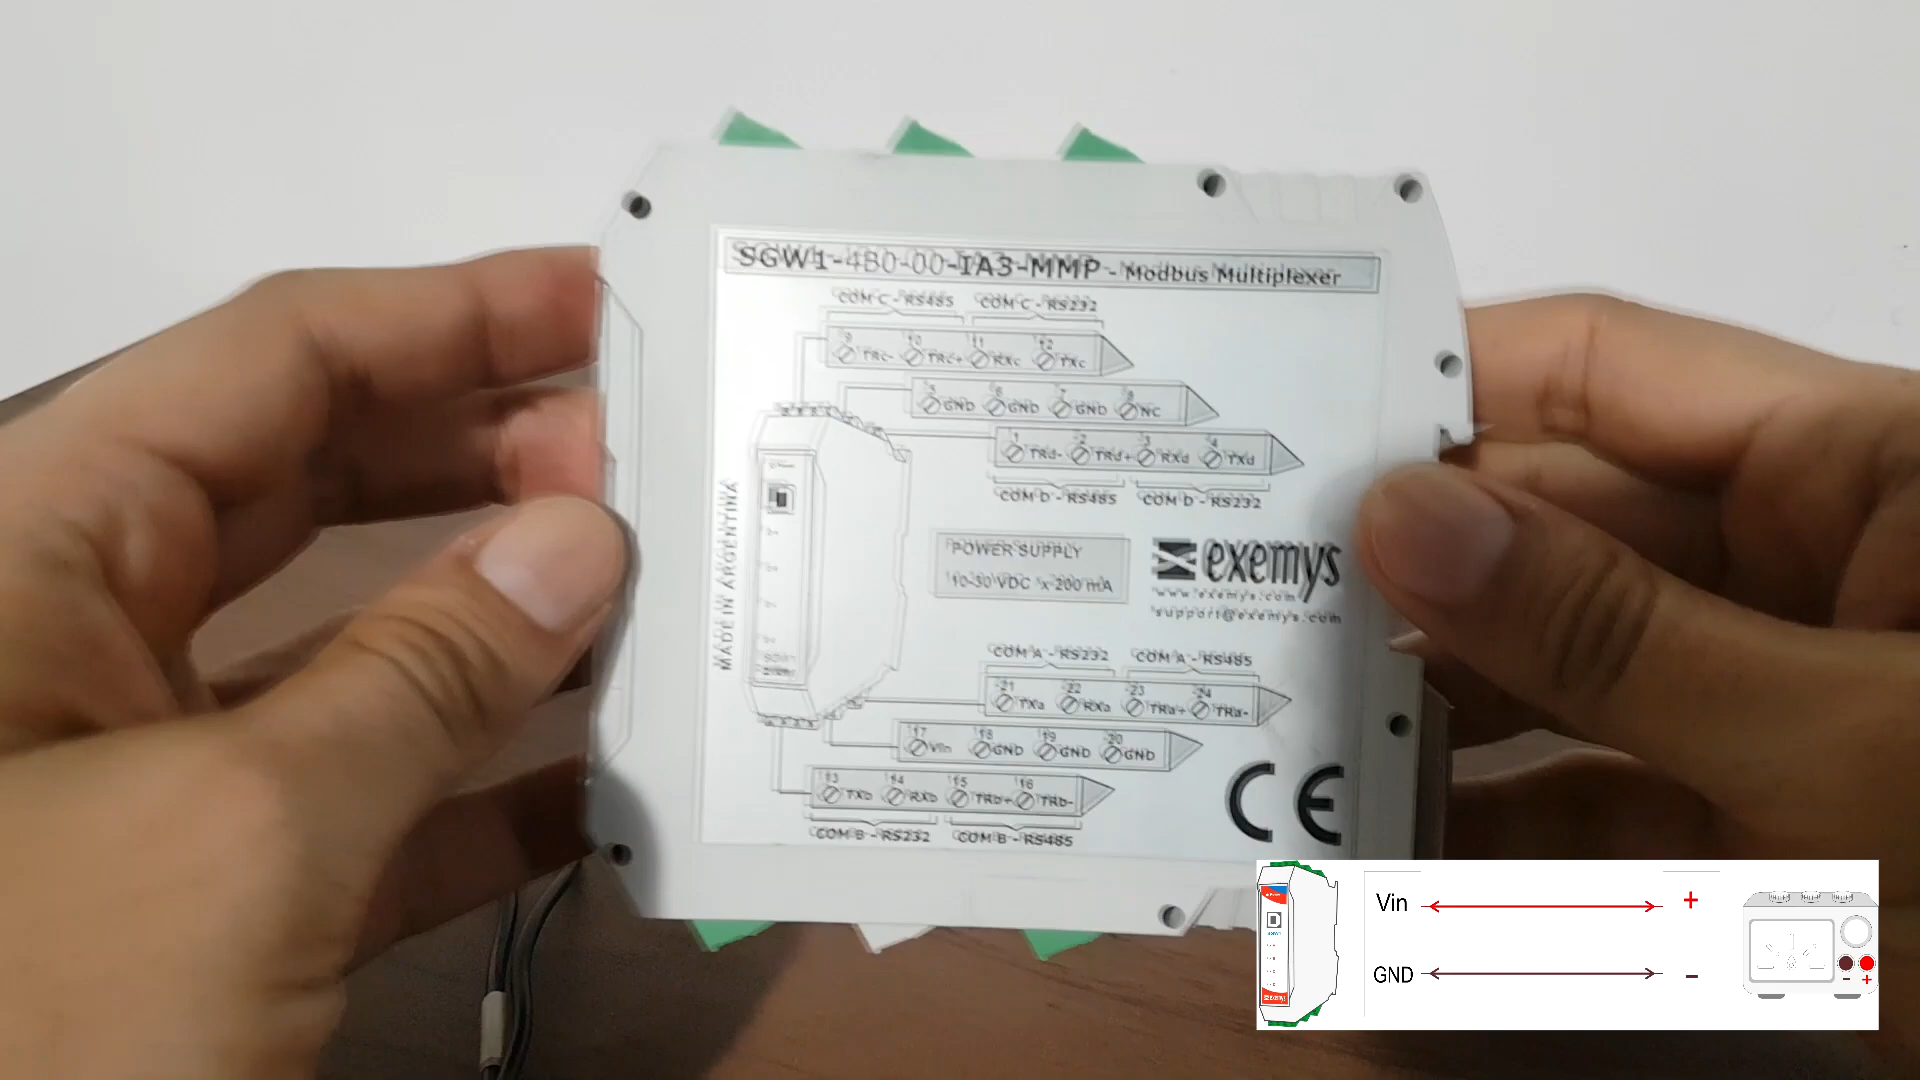 SGW1-4B0-00-IA3-MMP - Modbus Multiplexer
COM C - RS485 COM C - RS232
9 10 11 12
TRc- TRc+ RXc TXc
5 6 7 8
GND GND GND NC
1 2 3 4
TRd- TRd+ RXd TXd
COM D - RS485 COM D - RS232
MADE IN ARGENTINA
POWER SUPPLY
10-30 VDC x 200 mA
exemys
www.exemys.com
support@exemys.com
COM A - RS232 COM A - RS485
21 22 23 24
TXa RXa TRa+ TRa-
17 18 19 20
Vin GND GND GND
13 14 15 16
TXb RXb TRb+ TRb-
COM B - RS232 COM B - RS485
CE
Vin +
GND -
- +